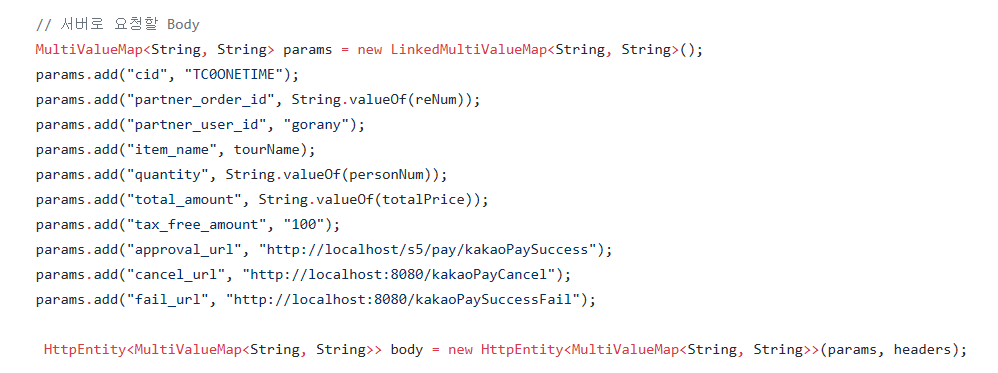 // 서버로 요청할 Body
MultiValueMap<String, String> params = new LinkedMultiValueMap<String, String>();
params.add("cid", "TC0ONETIME");
params.add("partner_order_id", String.valueOf(reNum));
params.add("partner_user_id", "gorany");
params.add("item_name", tourName);
params.add("quantity", String.valueOf(personNum));
params.add("total_amount", String.valueOf(totalPrice));
params.add("tax_free_amount", "100");
params.add("approval_url", "http://localhost/s5/pay/kakaoPaySuccess");
params.add("cancel_url", "http://localhost:8080/kakaoPayCancel");
params.add("fail_url", "http://localhost:8080/kakaoPaySuccessFail");
HttpEntity<MultiValueMap<String, String>> body = new HttpEntity<MultiValueMap<String, String>>(params, headers);